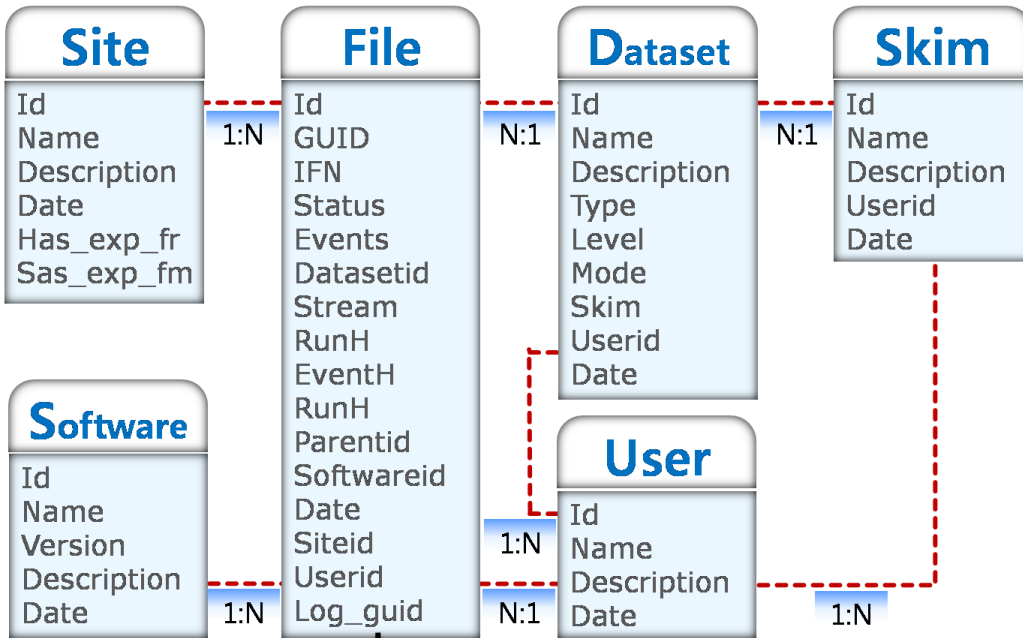 Site
Id
Name
Description
Date
Has_exp_fr
Sas_exp_fm
1:N
File
Id
GUID
IFN
Status
Events
Datasetid
Stream
RunH
EventH
RunH
Parentid
Softwareid
Date
Siteid
Userid
Log_guid
N:1
Dataset
Id
Name
Description
Type
Level
Mode
Skim
Userid
Date
N:1
Skim
Id
Name
Description
Userid
Date
Software
Id
Name
Version
Description
Date
1:N
1:N
N:1
User
Id
Name
Description
Date
1:N